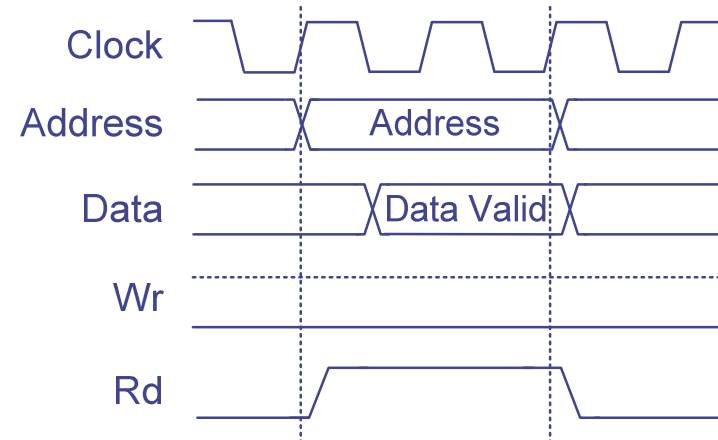 Clock
Address Address
Data Data Valid
Wr
Rd